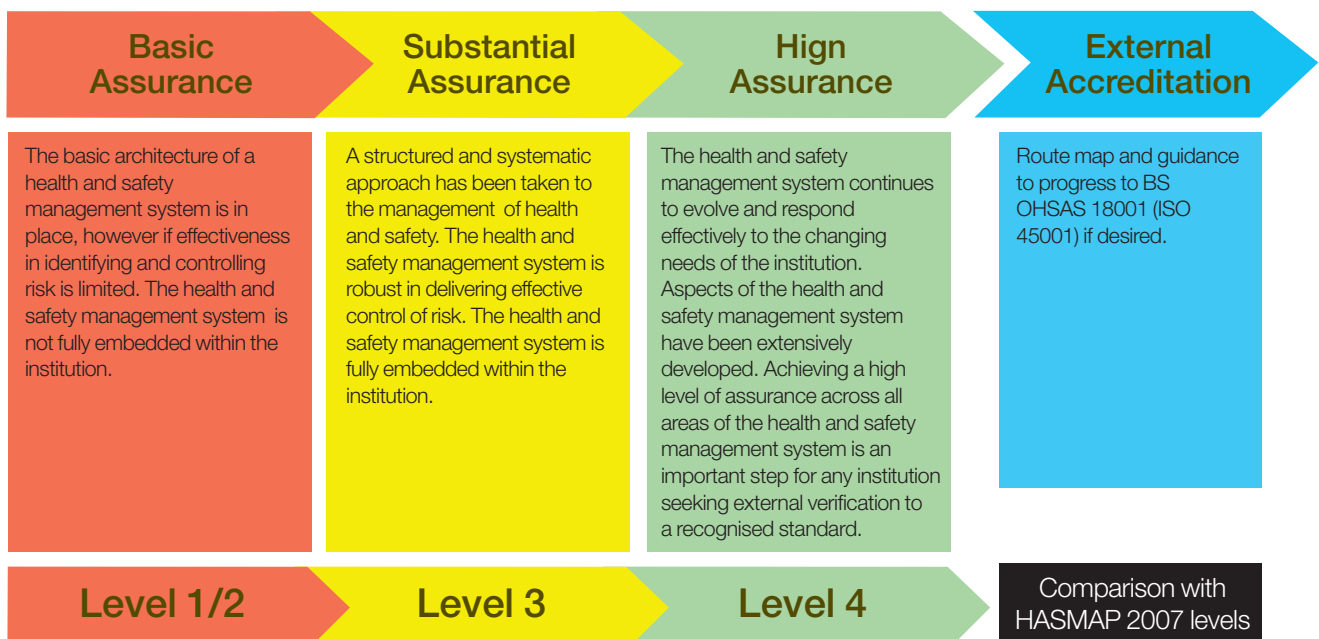 Basic
Assurance
Substantial
Assurance
Hign
Assurance
External
Accreditation
The basic architecture of a
health and safety
management system is in
place, however if effectiveness
in identifying and controlling
risk is limited. The health and
safety management system is
not fully embedded within the
institution.
A structured and systematic
approach has been taken to
the management of health
and safety. The health and
safety management system is
robust in delivering effective
control of risk. The health and
safety management system is
fully embedded within the
institution.
The health and safety
management system continues
to evolve and respond
effectively to the changing
needs of the institution.
Aspects of the health and
safety management system
have been extensively
developed. Achieving a high
level of assurance across all
areas of the health and safety
management system is an
important step for any institution
seeking external verification to
a recognised standard.
Route map and guidance
to progress to BS
OHSAS 18001 (ISO
45001) if desired.
Level 1/2
Level 3
Level 4
Comparison with
HASMAP 2007 levels